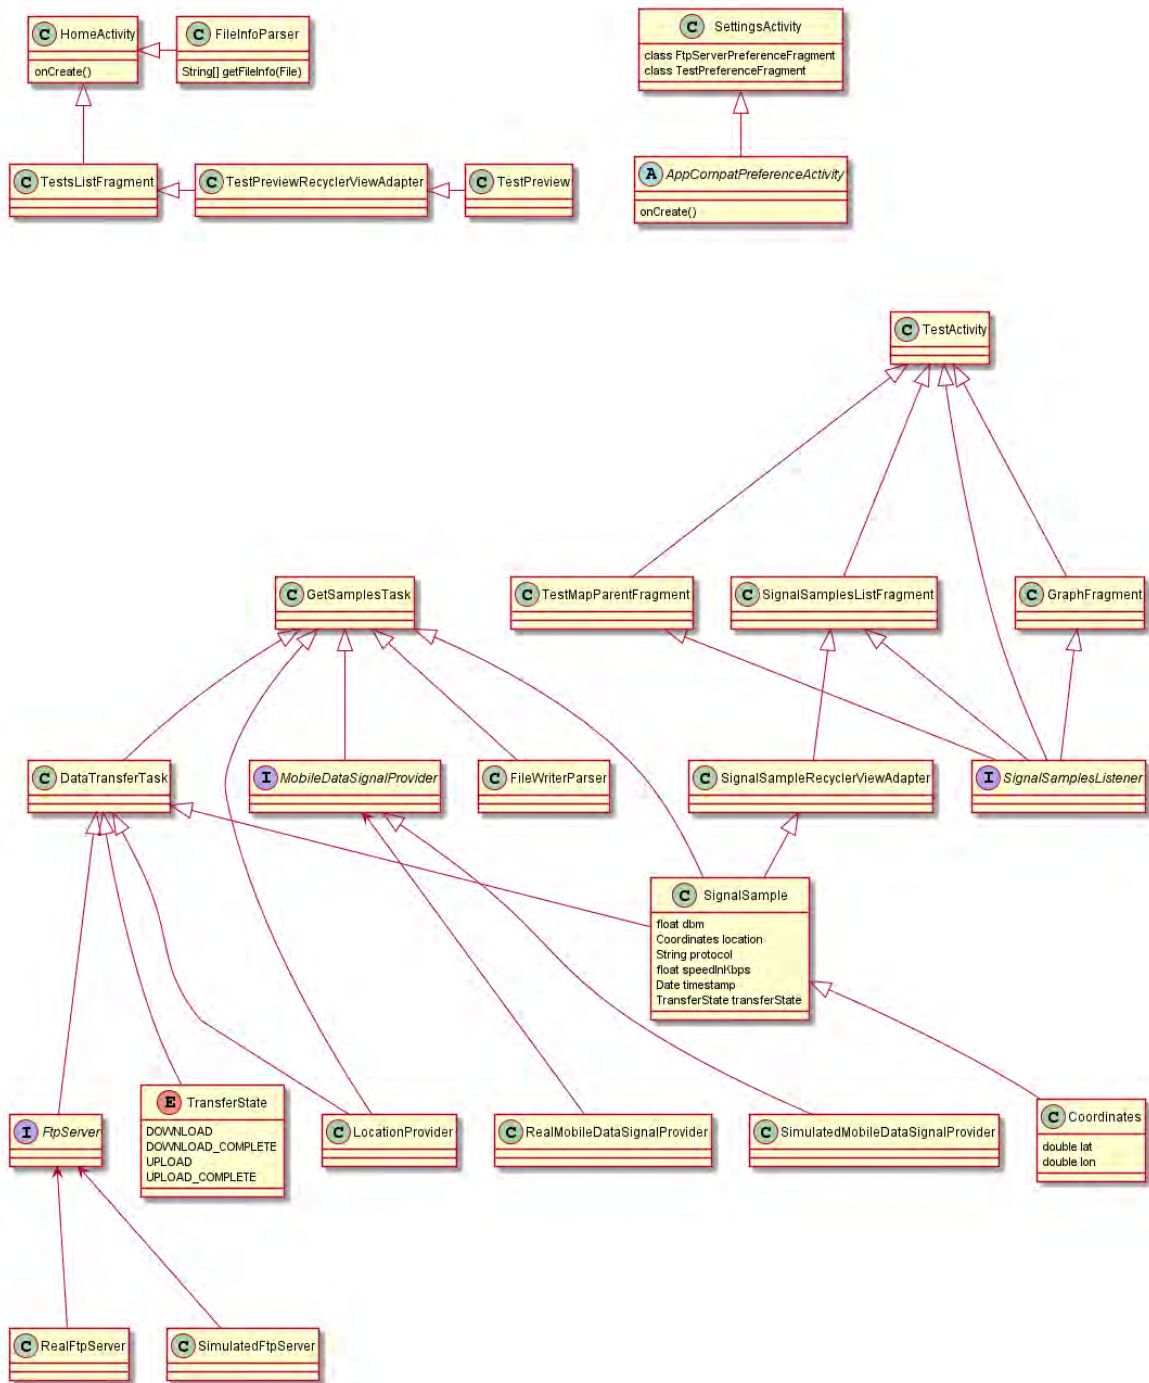 C HomeActivity
onCreate()
C FileInfoParser
String[] getFileInfo(File)
C SettingsActivity
class FtpServerPreferenceFragment
class TestPreferenceFragment
C TestsListFragment
C TestPreviewRecyclerViewAdapter
C TestPreview
A AppCompatPreferenceActivity
onCreate()
C TestActivity
C GetSamplesTask
C TestMapParentFragment
C SignalSamplesListFragment
C GraphFragment
C DataTransferTask
I MobileDataSignalProvider
C FileWriterParser
C SignalSampleRecyclerViewAdapter
I SignalSamplesListener
C SignalSample
float dbm
Coordinates location
String protocol
float speedInKbps
Date timestamp
TransferState transferState
I FtpServer
E TransferState
DOWNLOAD
DOWNLOAD_COMPLETE
UPLOAD
UPLOAD_COMPLETE
C LocationProvider
C RealMobileDataSignalProvider
C SimulatedMobileDataSignalProvider
C Coordinates
double lat
double lon
C RealFtpServer
C SimulatedFtpServer